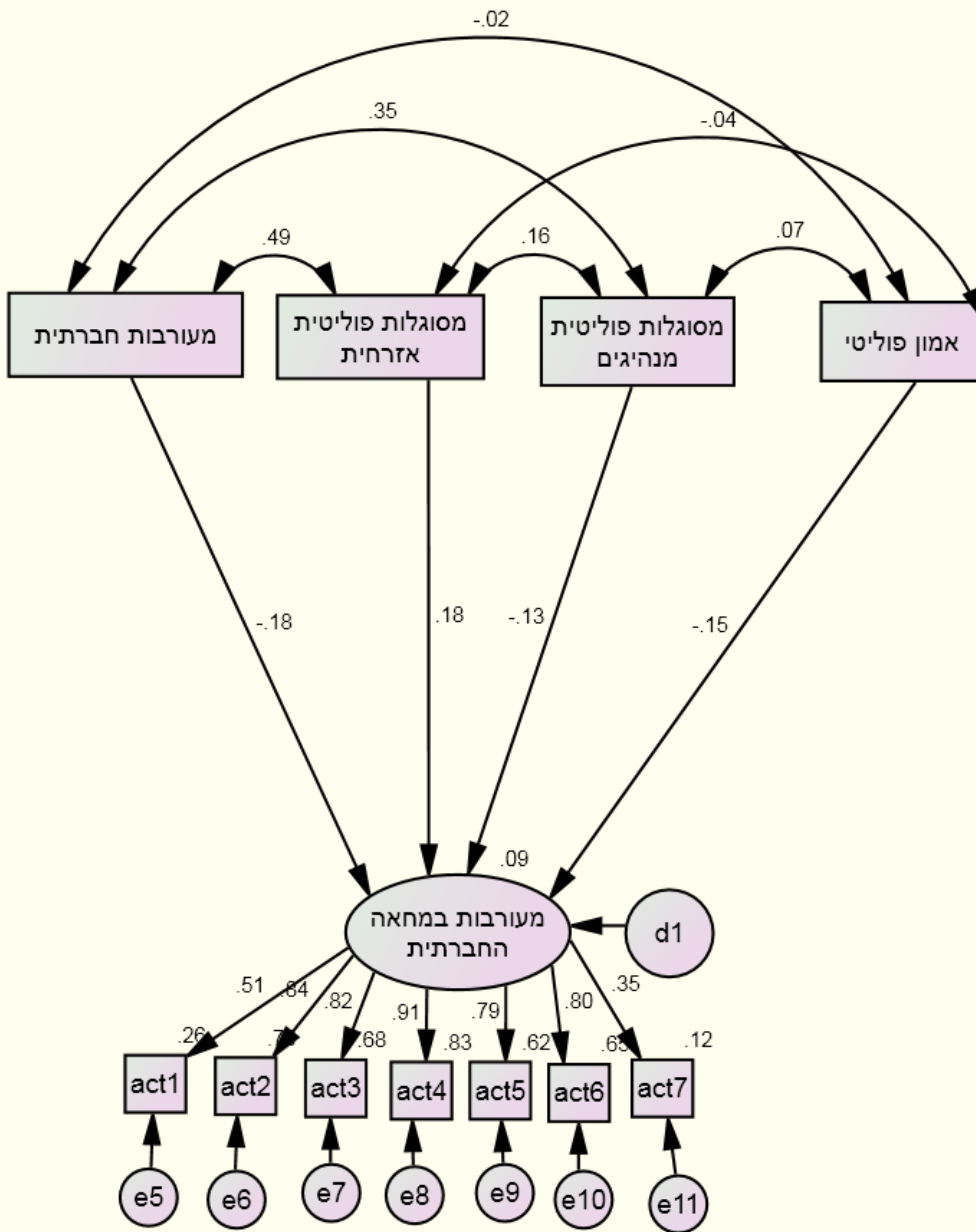 -.02
.35
-.04
.49
.16
.07
מעורבות חברתית
מסוגלות פוליטית
אזרחית
מסוגלות פוליטית
מנהיגים
אמון פוליטי
-.18
.18
-.13
-.15
.09
מעורבות במחאה
החברתית
d1
.51
.84
.82
.91
.79
.80
.35
.26
.68
.83
.62
.65
.12
act1
act2
act3
act4
act5
act6
act7
e5
e6
e7
e8
e9
e10
e11